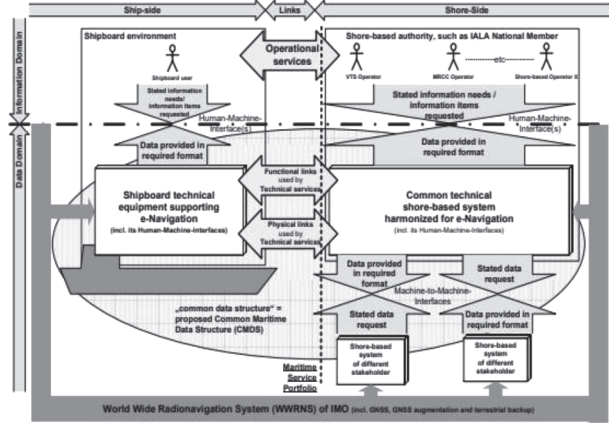 Ship-side
Links
Shore-Side
Information Domain
Data Domain
Shipboard environment
Shipboard user
Operational
services
Shore-based authority, such as IALA National Member
VTS Operator
MRCC Operator
etc
Shore-based Operator X
Stated information
needs/
information items
requested
Human-Machine-
Interface(s)
Data provided in
required format
Stated information needs /
information items
requested
Human-Machine-
Interface(s)
Data provided in
required format
Shipboard technical
equipment supporting
e-Navigation
(incl. its Human-Machine-Interfaces)
Functional links
used by
Technical services
Physical links
used by
Technical services
Common technical
shore-based system
harmonized for e-Navigation
(incl. its Human-Machine-Interfaces)
Data provided
in required
format
Stated data
request
Machine-to-Machine-
Interfaces
Stated data
request
Data provided in
required format
„common data structure“ =
proposed Common Maritime
Data Structure (CMDS)
Shore-based
system
of different
stakeholder
Shore-based
system
of different
stakeholder
Maritime
Service
Portfolio
World Wide Radionavigation System (WWRNS) of IMO (incl. GNSS, GNSS augmentation and terrestrial backup)